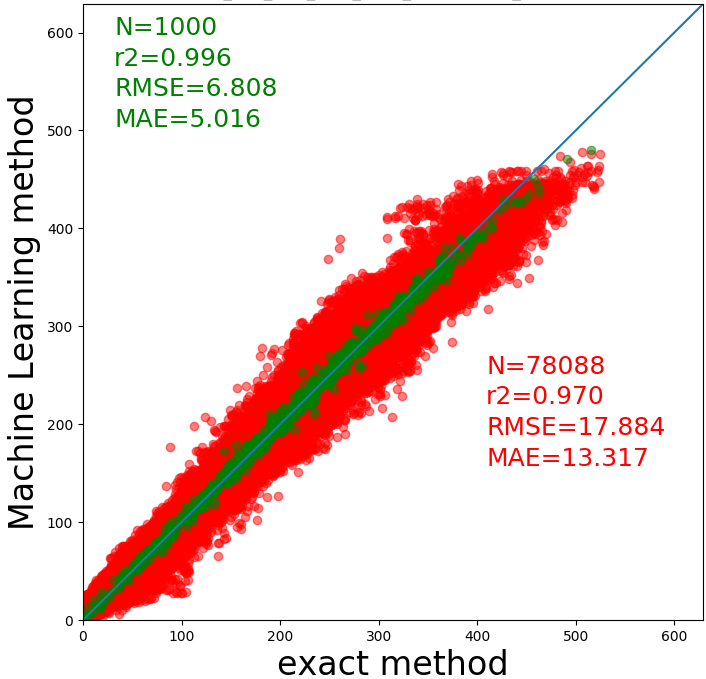 N=1000
r2=0.996
RMSE=6.808
MAE=5.016
N=78088
r2=0.970
RMSE=17.884
MAE=13.317
Machine Learning method
600
500
400
300
200
100
0
0 100 200 300 400 500 600
exact method